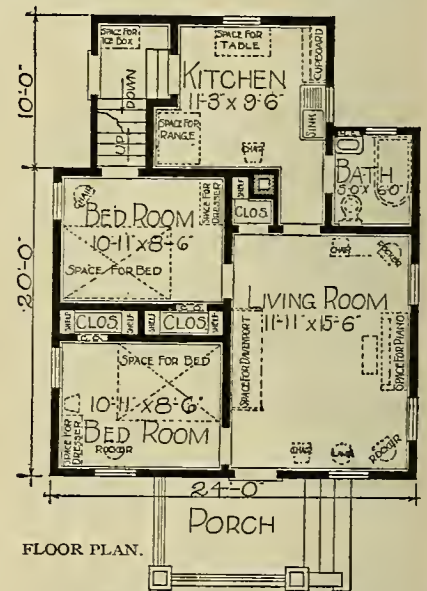 SPACE FOR
ICE BOX
SPACE FOR
TABLE
CUPBOARD
KITCHEN
11'-3" x 9'-6"
10'-0"
DOWN
UP
SPACE FOR
RANGE
SINK
CHAIR
BATH
5'-0" x 6'-0"
CHAIR
SPACE FOR
DRESSER
BED ROOM
10'-11" x 8'-6"
SPACE FOR BED
SHELF
CLOS.
CHAIR
ROCKER
20'-0"
LIVING ROOM
11'-11" x 15'-6"
SPACE FOR DAVENPORT
SPACE FOR PIANO
SHELF
CLOS.
SHELF
SHELF
CLOS.
SHELF
SPACE FOR BED
10'-11" x 8'-6"
BED ROOM
SPACE FOR
DRESSER
ROCKER
CHAIR
ROCKER
24'-0"
PORCH
FLOOR PLAN.